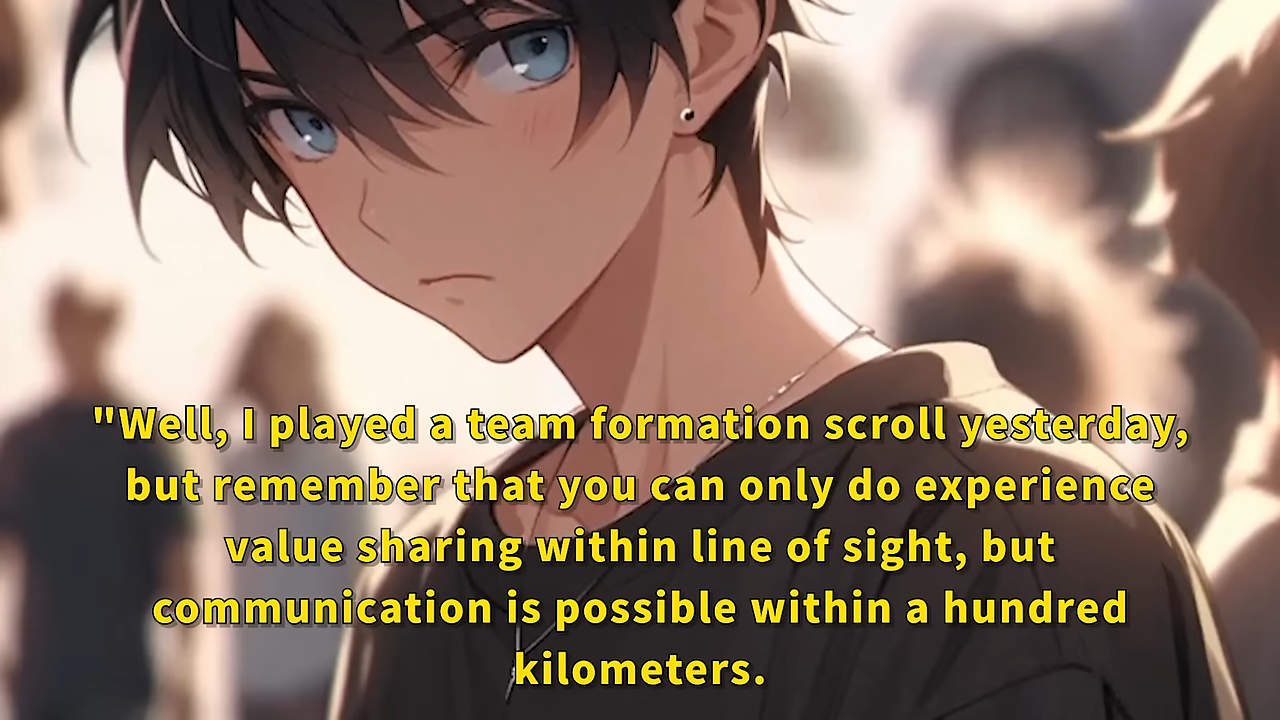 "Well, I played a team formation scroll yesterday,
but remember that you can only do experience
value sharing within line of sight, but
communication is possible within a hundred
kilometers.